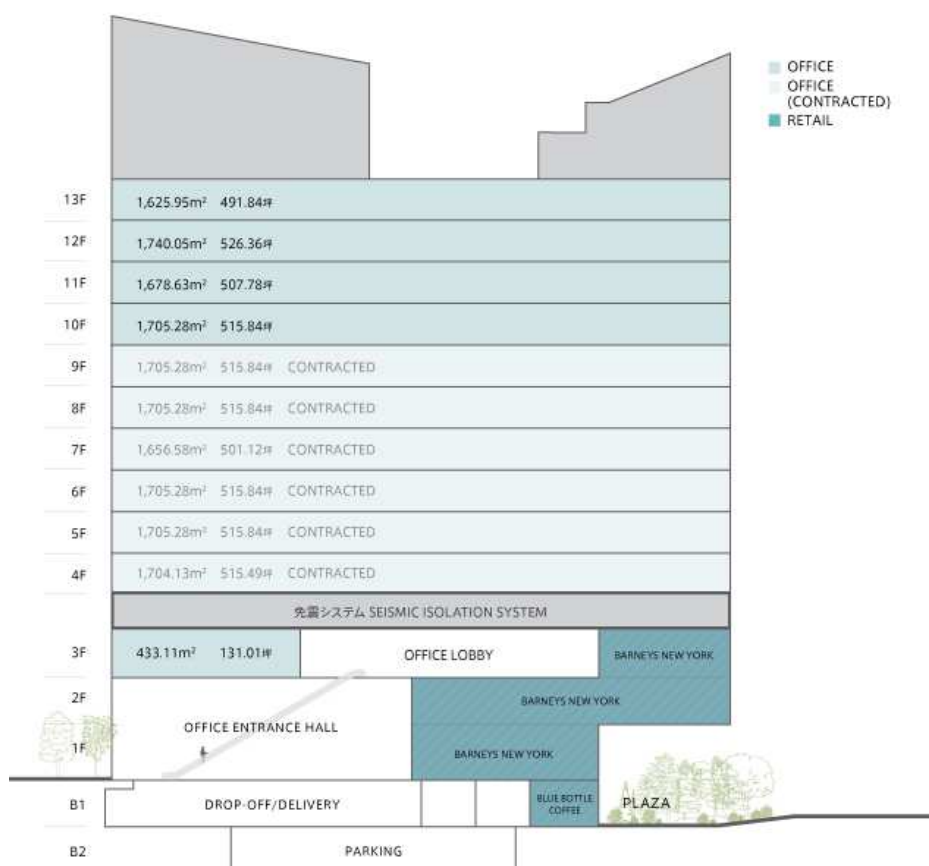 OFFICE
OFFICE
(CONTRACTED)
RETAIL
13F 1,625.95m² 491.84坪
12F 1,740.05m² 526.36坪
11F 1,678.63m² 507.78坪
10F 1,705.28m² 515.84坪
9F 1,705.28m² 515.84坪 CONTRACTED
8F 1,705.28m² 515.84坪 CONTRACTED
7F 1,656.58m² 501.12坪 CONTRACTED
6F 1,705.28m² 515.84坪 CONTRACTED
5F 1,705.28m² 515.84坪 CONTRACTED
4F 1,704.13m² 515.49坪 CONTRACTED
免震システム SEISMIC ISOLATION SYSTEM
3F 433.11m² 131.01坪 OFFICE LOBBY BARNEYS NEW YORK
2F BARNEYS NEW YORK
OFFICE ENTRANCE HALL
1F BARNEYS NEW YORK
B1 DROP-OFF/DELIVERY BLUE BOTTLE
COFFEE PLAZA
B2 PARKING